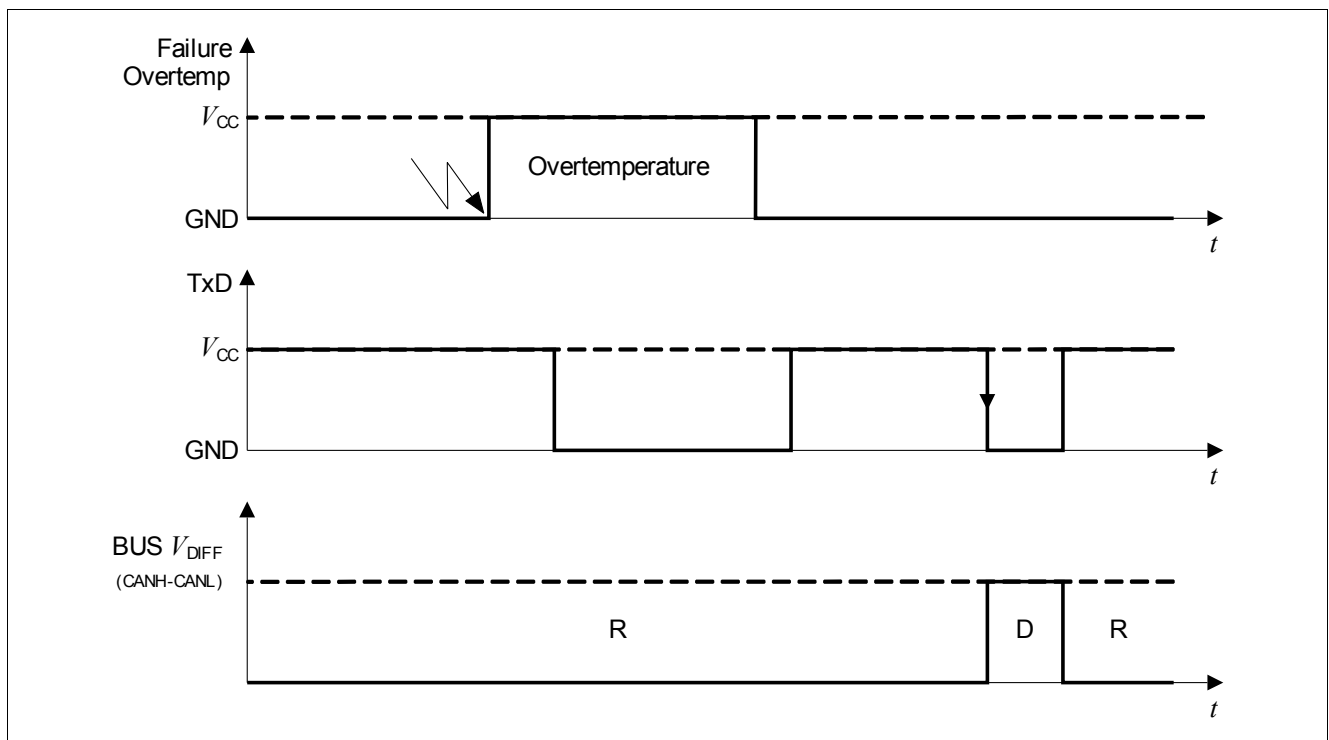 Failure
Overtemp
VCC
Overtemperature
GND
t
TxD
VCC
GND
t
BUS VDIFF
(CANH-CANL)
R D R
t